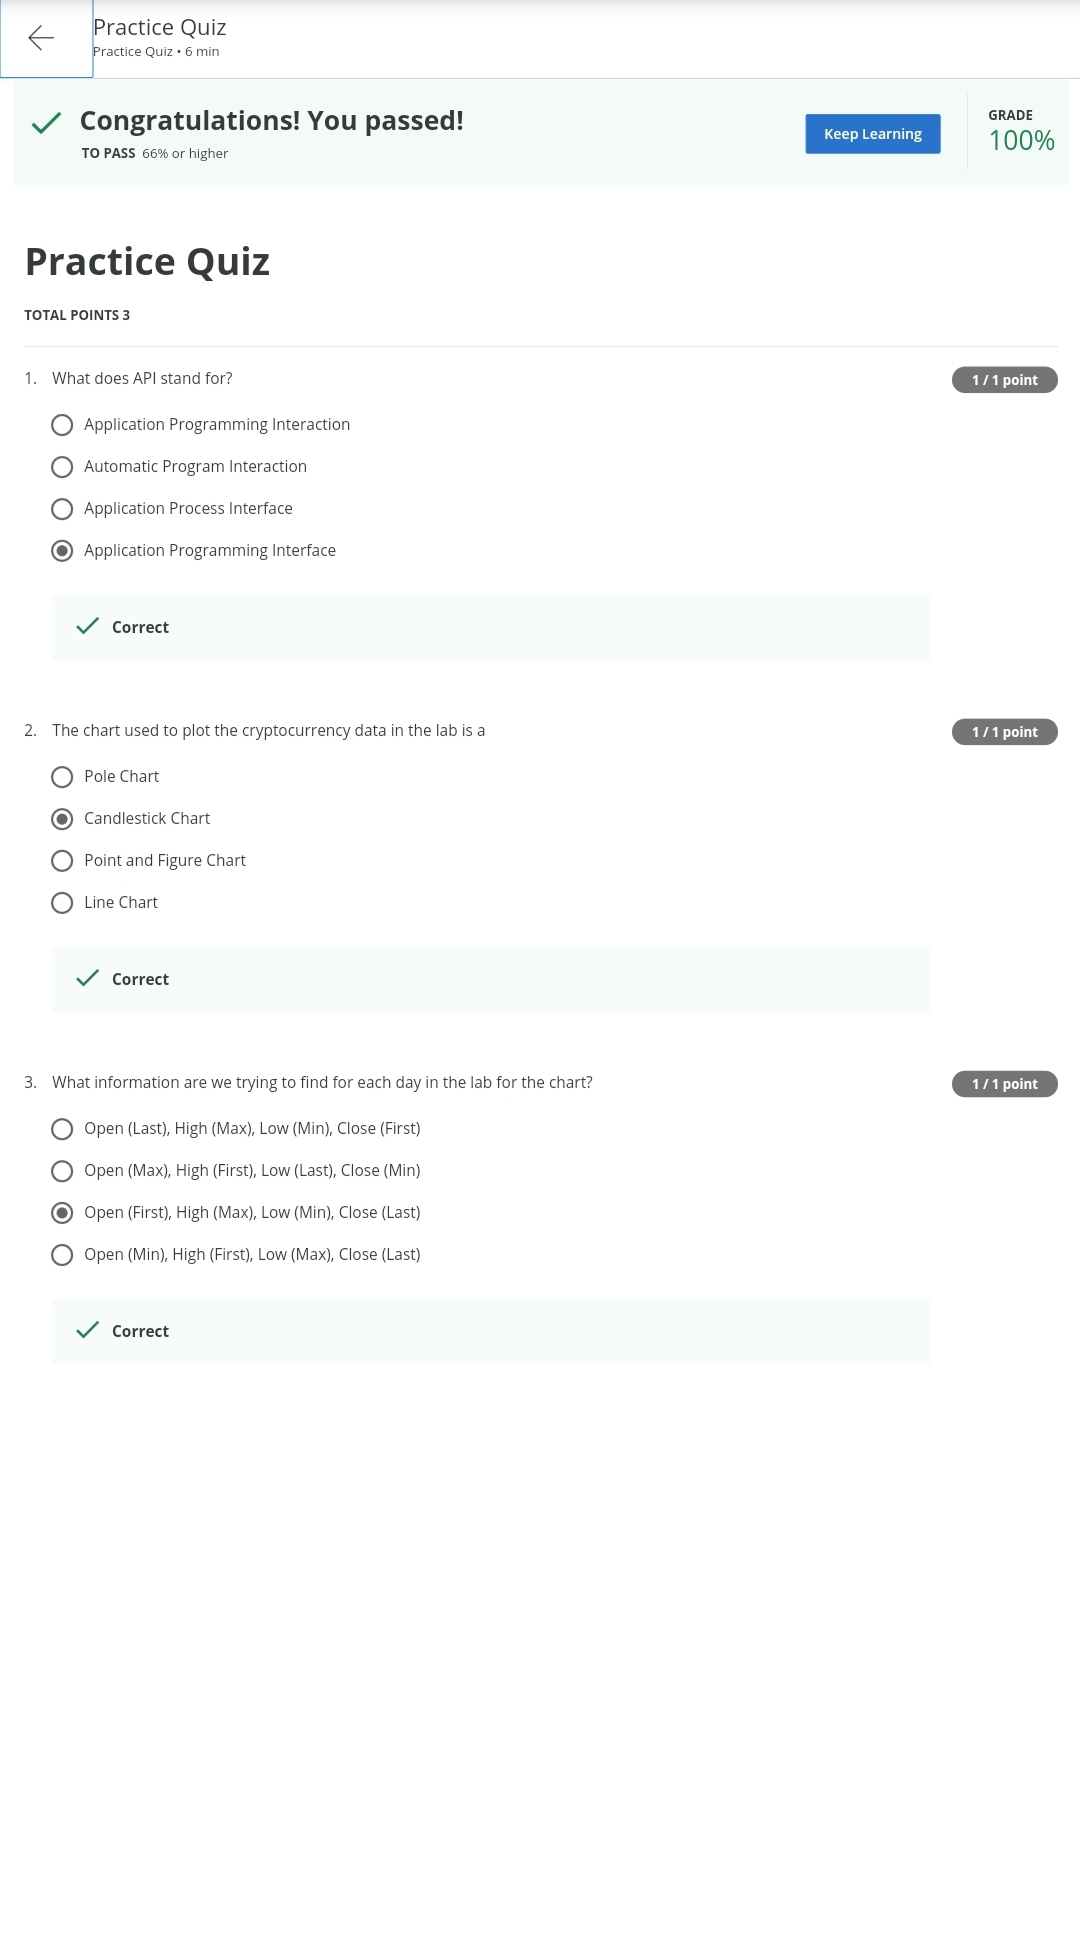 Practice Quiz
Practice Quiz • 6 min
Congratulations! You passed!
TO PASS 66% or higher
Keep Learning
GRADE
100%
Practice Quiz
TOTAL POINTS 3
1. What does API stand for?
1 / 1 point
Application Programming Interaction
Automatic Program Interaction
Application Process Interface
Application Programming Interface
Correct
2. The chart used to plot the cryptocurrency data in the lab is a
1 / 1 point
Pole Chart
Candlestick Chart
Point and Figure Chart
Line Chart
Correct
3. What information are we trying to find for each day in the lab for the chart?
1 / 1 point
Open (Last), High (Max), Low (Min), Close (First)
Open (Max), High (First), Low (Last), Close (Min)
Open (First), High (Max), Low (Min), Close (Last)
Open (Min), High (First), Low (Max), Close (Last)
Correct